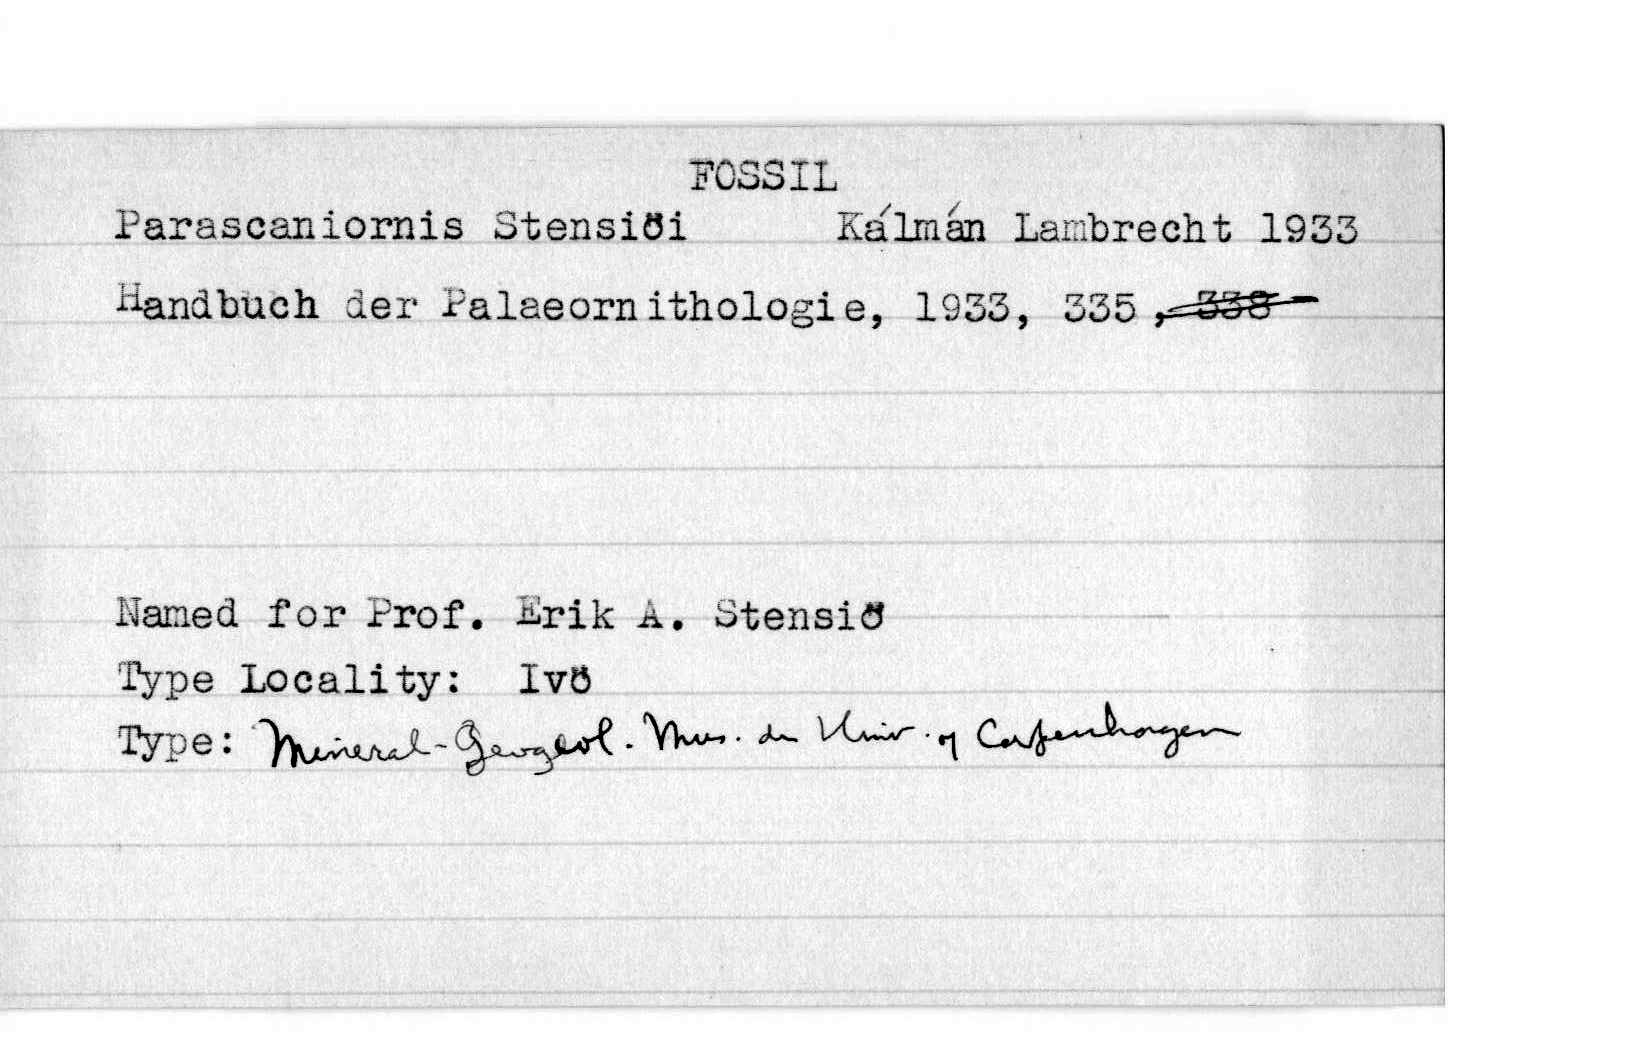 FOSSIL
Parascaniornis Stensiöi Kálmán Lambrecht 1933
Handbuch der Palaeornithologie, 1933, 335, 338
Named for Prof. Erik A. Stensiö
Type Locality: Ivö
Type: Mineral-Geogeol. Mus. der Univ. of Copenhagen